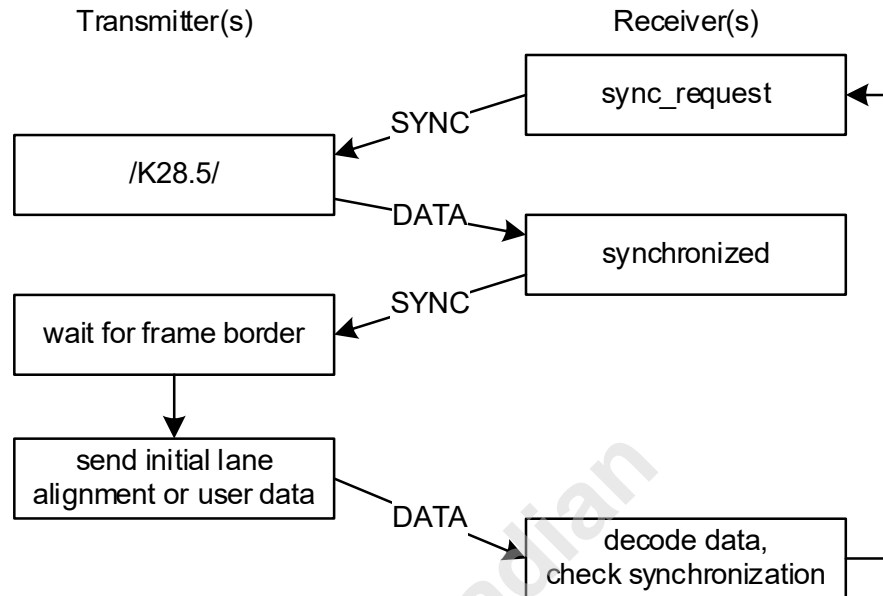 Transmitter(s)
Receiver(s)
sync_request
SYNC
/K28.5/
DATA
synchronized
SYNC
wait for frame border
send initial lane
alignment or user data
DATA
decode data,
check synchronization